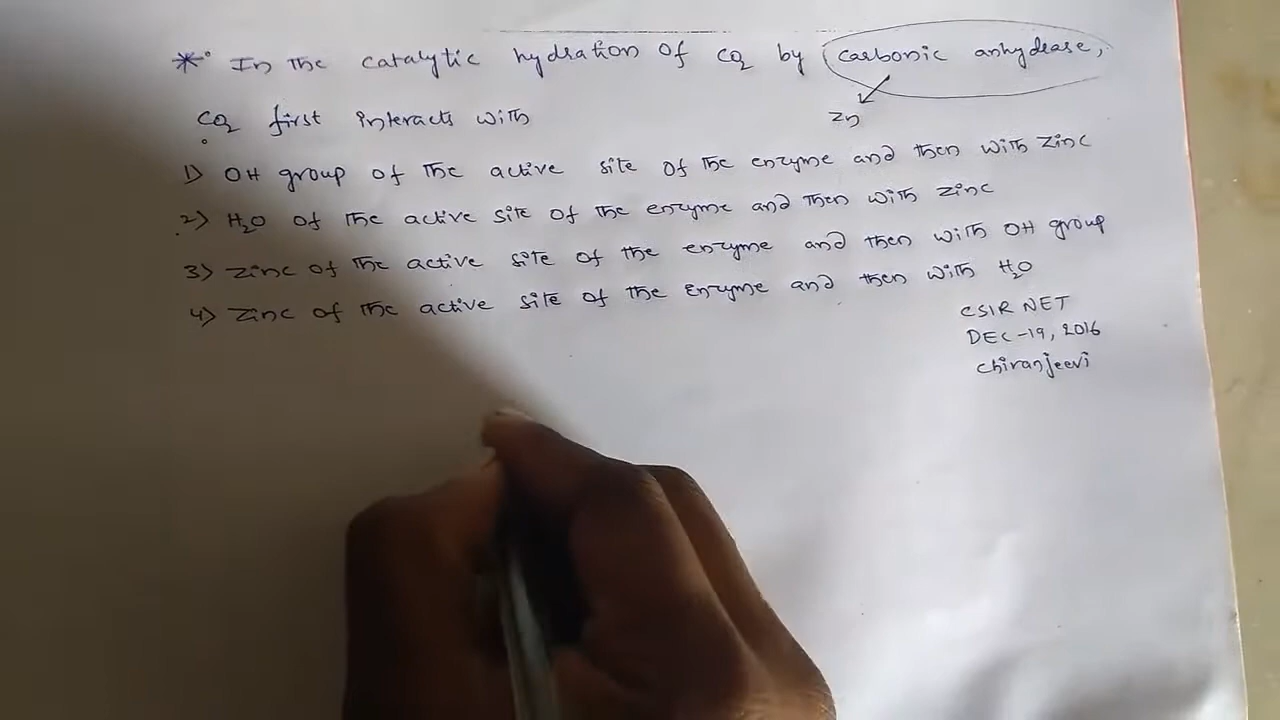 * In the catalytic hydration of CO2 by carbonic anhydrase,
Zn
CO2 first interacts with
1) OH group of the active site of the enzyme and then with zinc
2) H2O of the active site of the enzyme and then with zinc
3) zinc of the active site of the enzyme and then with OH group
4) zinc of the active site of the enzyme and then with H2O
CSIR NET
DEC-19, 2016
Chiranjeevi